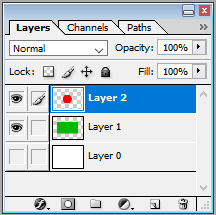 Layers Channels Paths
Normal Opacity: 100%
Lock: Fill: 100%
Layer 2
Layer 1
Layer 0